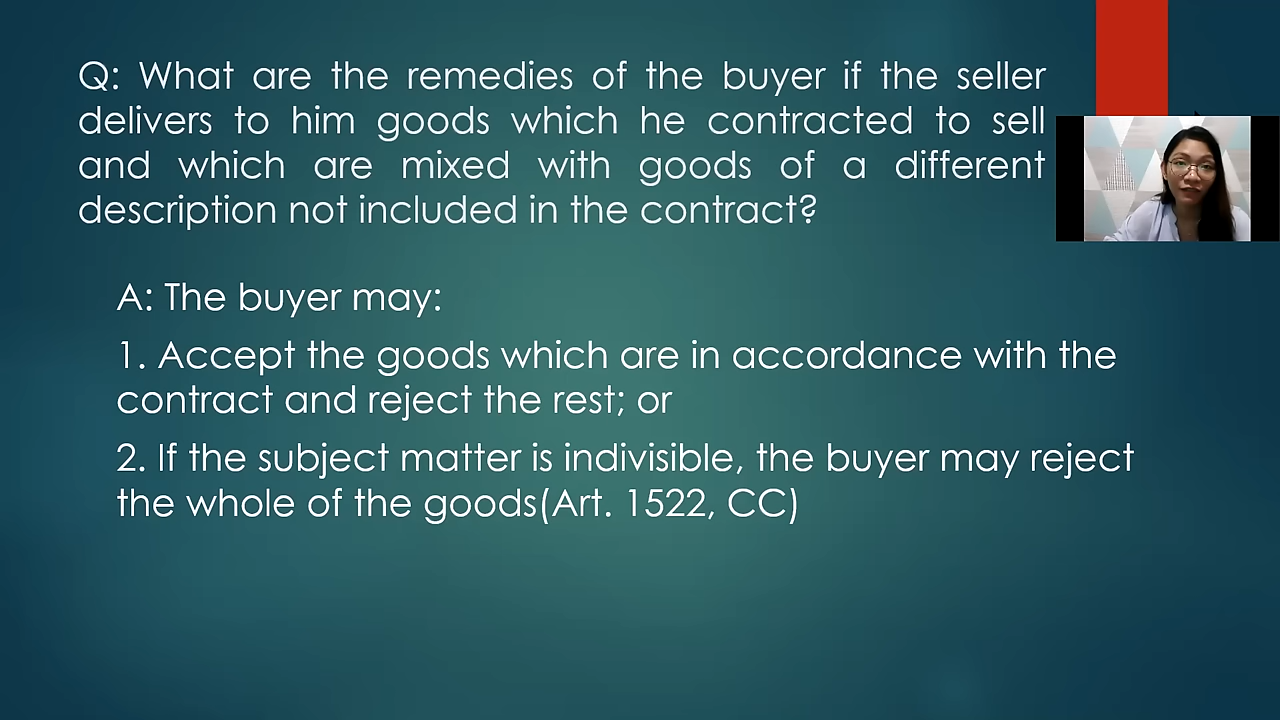 Q: What are the remedies of the buyer if the seller
delivers to him goods which he contracted to sell
and which are mixed with goods of a different
description not included in the contract?
A: The buyer may:
1. Accept the goods which are in accordance with the
contract and reject the rest; or
2. If the subject matter is indivisible, the buyer may reject
the whole of the goods(Art. 1522, CC)